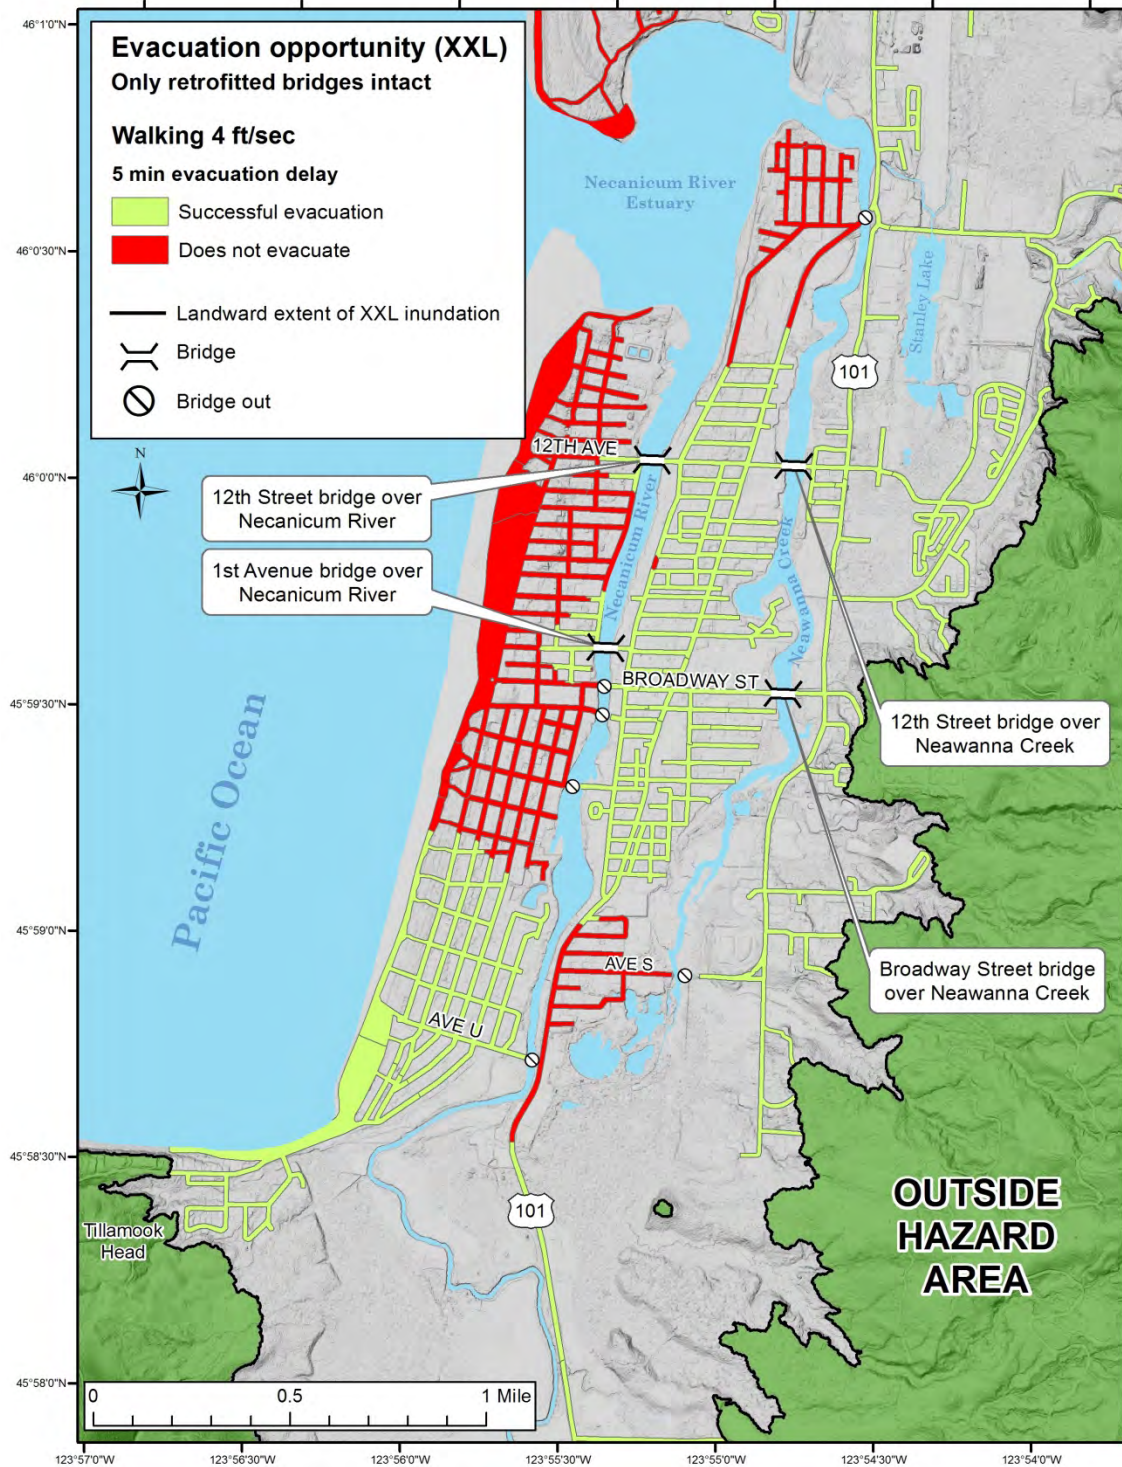 Evacuation opportunity (XXL)
Only retrofitted bridges intact
Walking 4 ft/sec
5 min evacuation delay
Successful evacuation
Does not evacuate
Landward extent of XXL inundation
Bridge
Bridge out
46°1'0"N
46°0'30"N
46°0'0"N
45°59'30"N
45°59'0"N
45°58'30"N
45°58'0"N
N
Necanicum River
Estuary
Stanley Lake
101
12TH AVE
12th Street bridge over
Necanicum River
1st Avenue bridge over
Necanicum River
Necanicum River
Neawanna Creek
BROADWAY ST
12th Street bridge over
Neawanna Creek
Pacific Ocean
AVE S
Broadway Street bridge
over Neawanna Creek
AVE U
Tillamook
Head
101
OUTSIDE
HAZARD
AREA
0 0.5 1 Mile
123°57'0"W 123°56'30"W 123°56'0"W 123°55'30"W 123°55'0"W 123°54'30"W 123°54'0"W